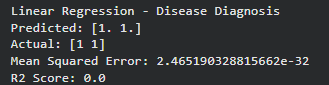 Linear Regression - Disease Diagnosis
Predicted: [1. 1.]
Actual: [1 1]
Mean Squared Error: 2.465190328815662e-32
R2 Score: 0.0